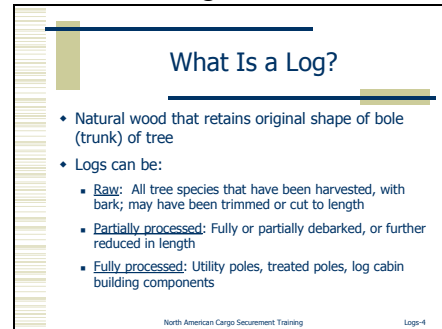 What Is a Log?
Natural wood that retains original shape of bole
(trunk) of tree
Logs can be:
Raw:  All tree species that have been harvested, with
bark; may have been trimmed or cut to length
Partially processed: Fully or partially debarked, or further
reduced in length
Fully processed: Utility poles, treated poles, log cabin
building components
North American Cargo Securement Training Logs-4